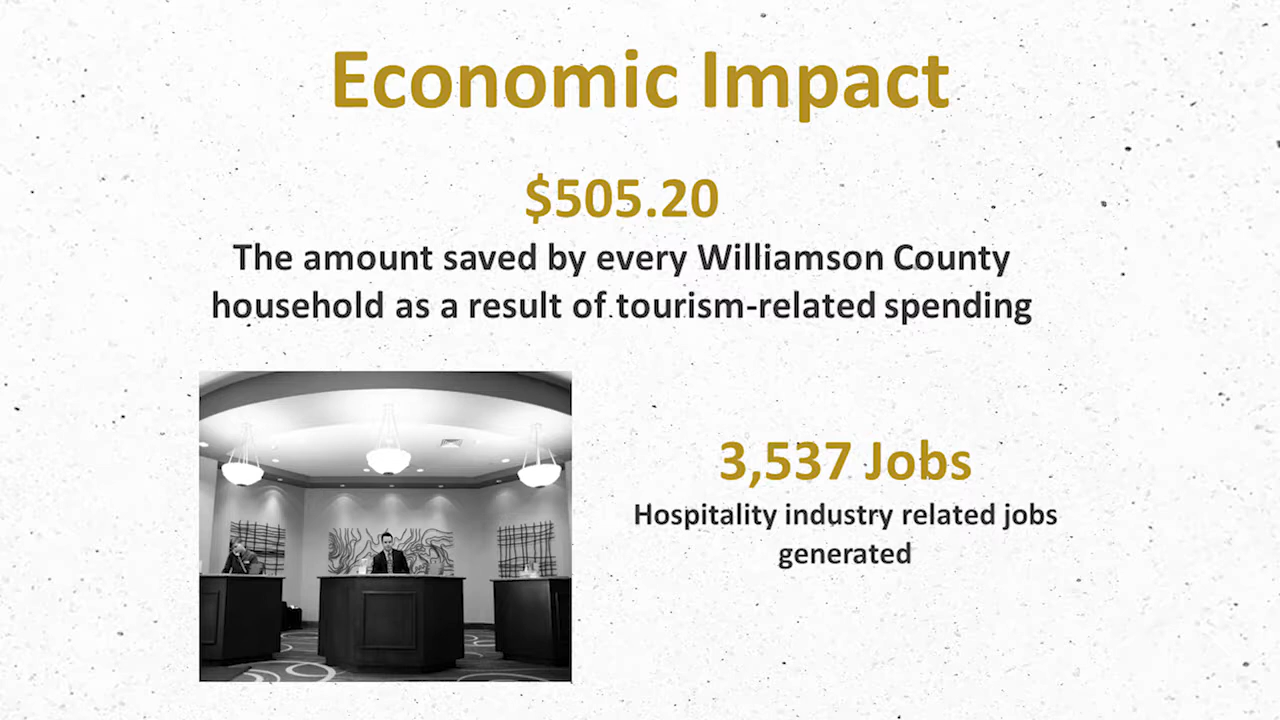 Economic Impact
$505.20
The amount saved by every Williamson County
household as a result of tourism-related spending
3,537 Jobs
Hospitality industry related jobs
generated